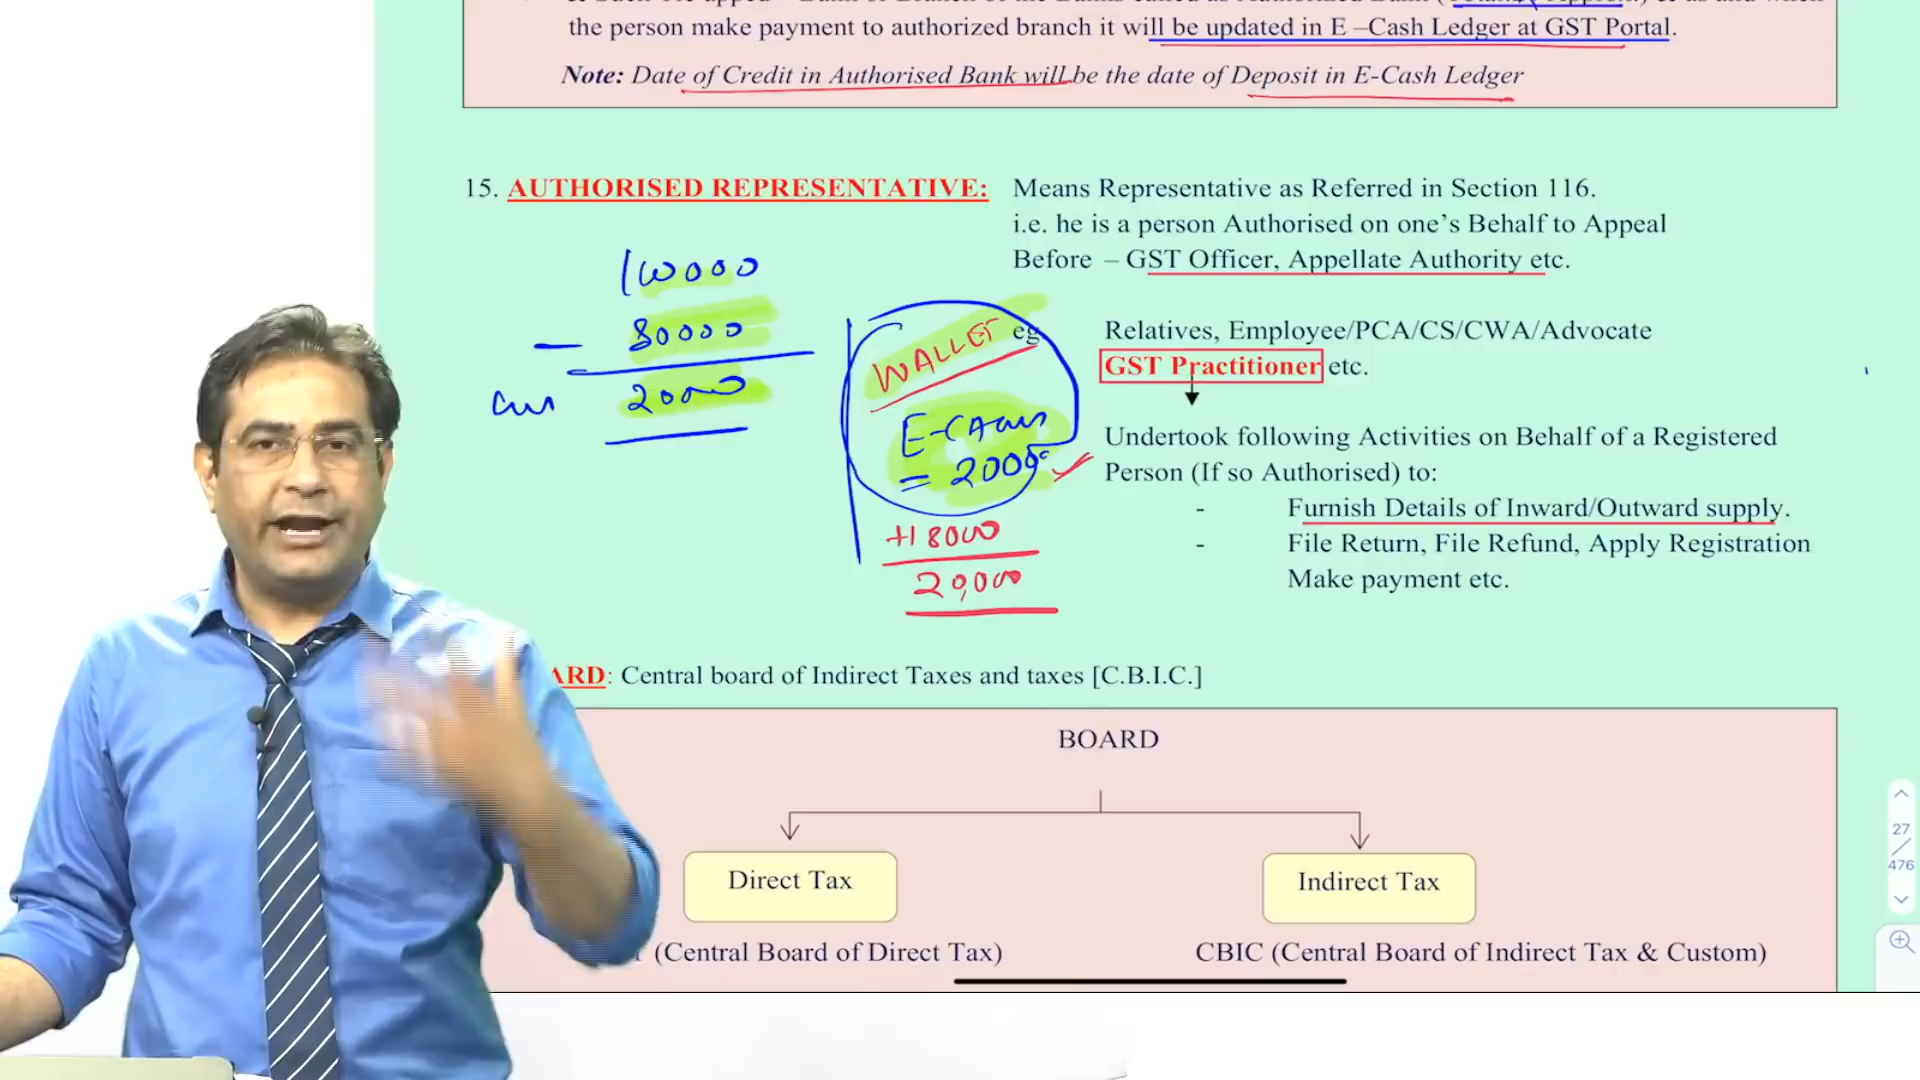 the person make payment to authorized branch it will be updated in E –Cash Ledger at GST Portal.
Note: Date of Credit in Authorised Bank will be the date of Deposit in E-Cash Ledger
15. AUTHORISED REPRESENTATIVE: Means Representative as Referred in Section 116.
i.e. he is a person Authorised on one’s Behalf to Appeal
Before – GST Officer, Appellate Authority etc.
100000
80000
20000
WALLET
E-Cash
= 2000
+18000
20,000
eg Relatives, Employee/PCA/CS/CWA/Advocate
GST Practitioner etc.
Undertook following Activities on Behalf of a Registered
Person (If so Authorised) to:
- Furnish Details of Inward/Outward supply.
- File Return, File Refund, Apply Registration
Make payment etc.
ARD: Central board of Indirect Taxes and taxes [C.B.I.C.]
BOARD
Direct Tax
Indirect Tax
(Central Board of Direct Tax)
CBIC (Central Board of Indirect Tax & Custom)
27
/
476